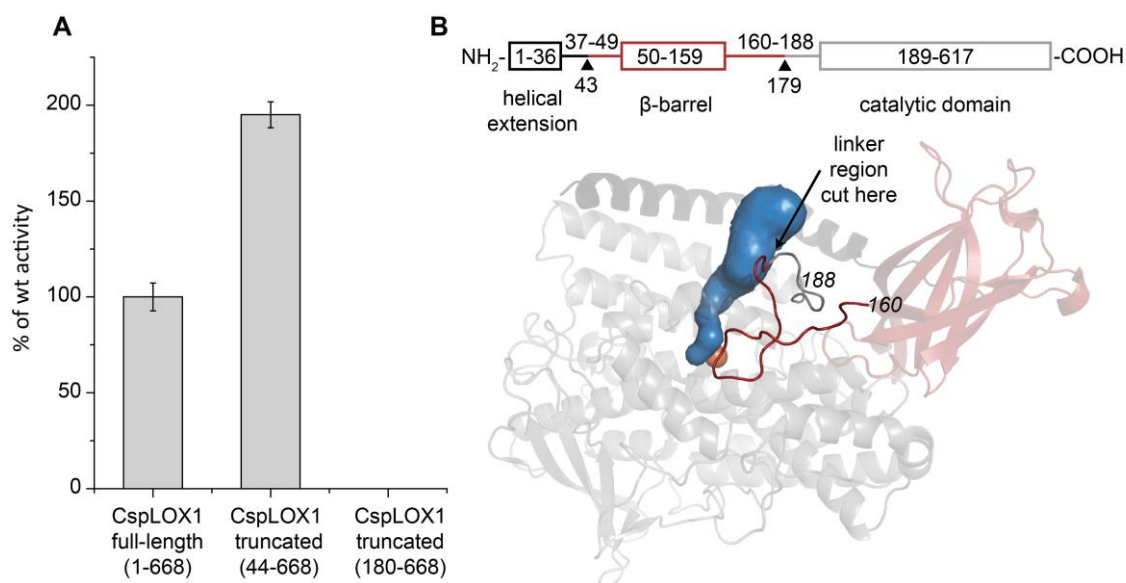 A
% of wt activity
200
150
100
50
0
CspLOX1
full-length
(1-668)
CspLOX1
truncated
(44-668)
CspLOX1
truncated
(180-668)
B
37-49 160-188
NH2- 1-36 50-159 189-617 -COOH
43 179
helical
extension
β-barrel
catalytic domain
linker
region
cut here
188
160